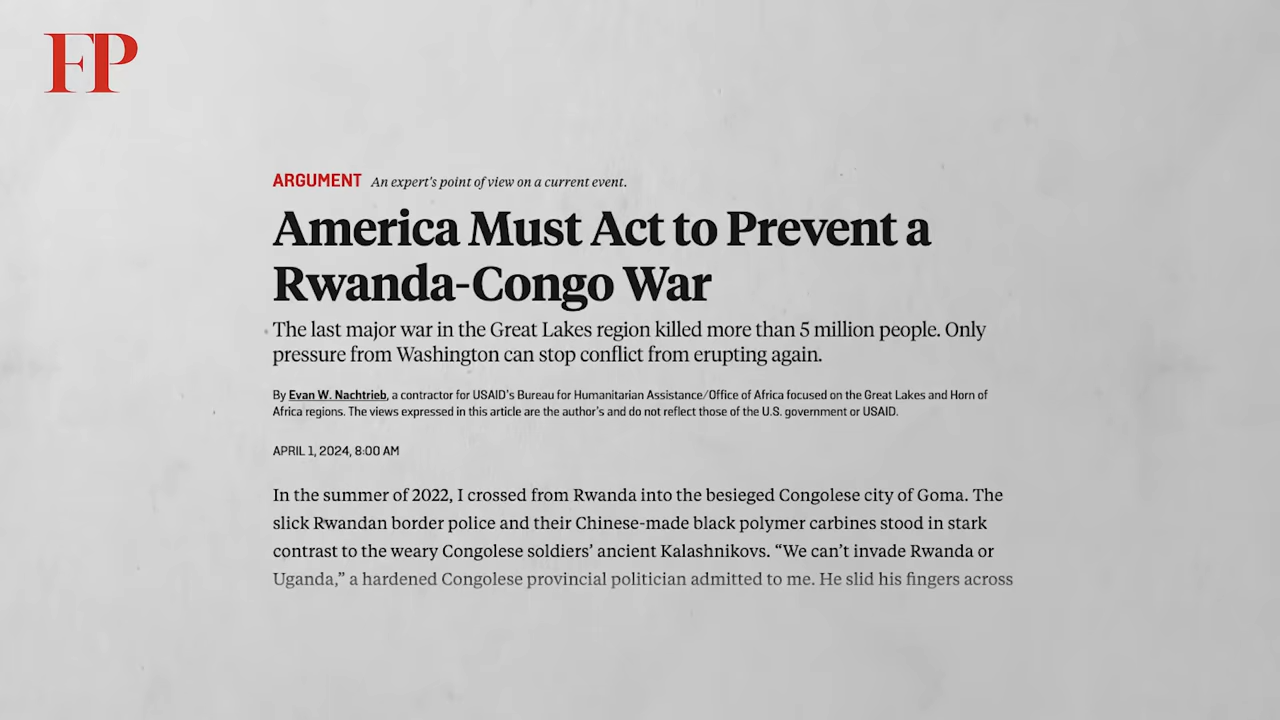 FP
ARGUMENT An expert's point of view on a current event.
America Must Act to Prevent a
Rwanda-Congo War
The last major war in the Great Lakes region killed more than 5 million people. Only
pressure from Washington can stop conflict from erupting again.
By Evan W. Nachtrieb, a contractor for USAID's Bureau for Humanitarian Assistance/Office of Africa focused on the Great Lakes and Horn of
Africa regions. The views expressed in this article are the author's and do not reflect those of the U.S. government or USAID.
APRIL 1, 2024, 8:00 AM
In the summer of 2022, I crossed from Rwanda into the besieged Congolese city of Goma. The
slick Rwandan border police and their Chinese-made black polymer carbines stood in stark
contrast to the weary Congolese soldiers' ancient Kalashnikovs. “We can't invade Rwanda or
Uganda,” a hardened Congolese provincial politician admitted to me. He slid his fingers across